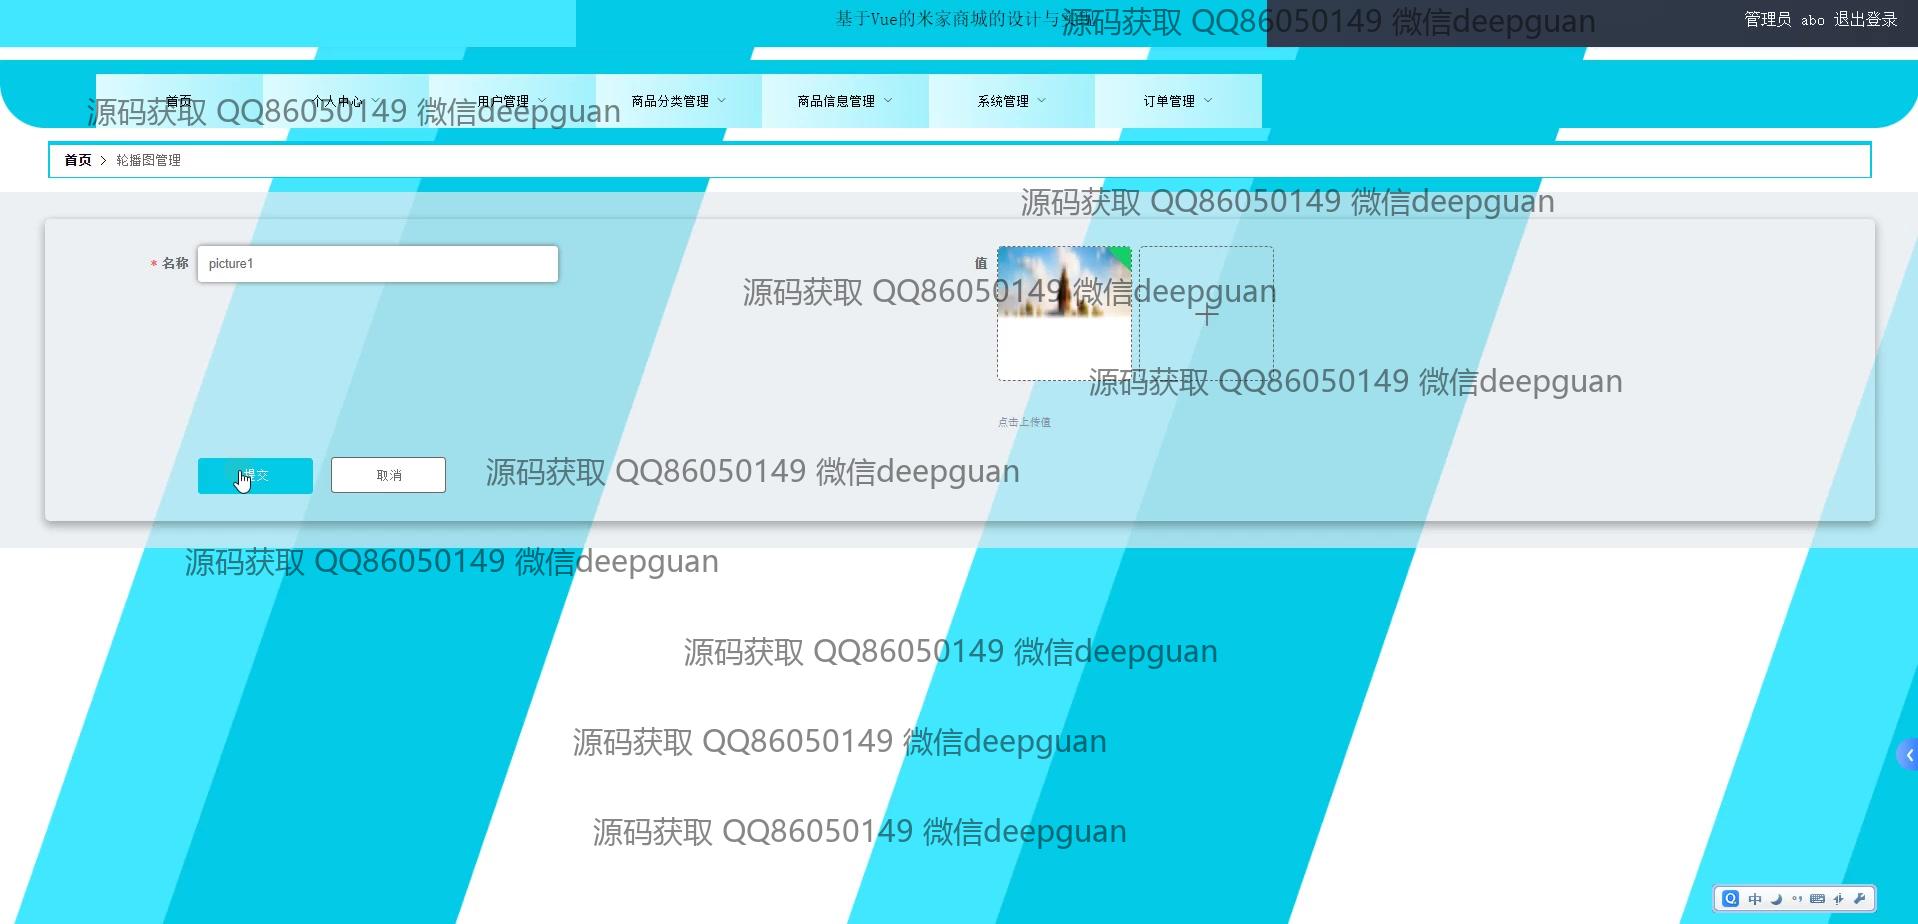 基于Vue的米家商城的设计与实现
源码获取 QQ86050149 微信deepguan
管理员 abo 退出登录
首页 个人中心 用户管理 商品分类管理 商品信息管理 系统管理 订单管理
源码获取 QQ86050149 微信deepguan
首页 > 轮播图管理
源码获取 QQ86050149 微信deepguan
* 名称 picture1 值
源码获取 QQ86050149 微信deepguan
源码获取 QQ86050149 微信deepguan
点击上传值
提交 取消
源码获取 QQ86050149 微信deepguan
源码获取 QQ86050149 微信deepguan
源码获取 QQ86050149 微信deepguan
源码获取 QQ86050149 微信deepguan
源码获取 QQ86050149 微信deepguan
中